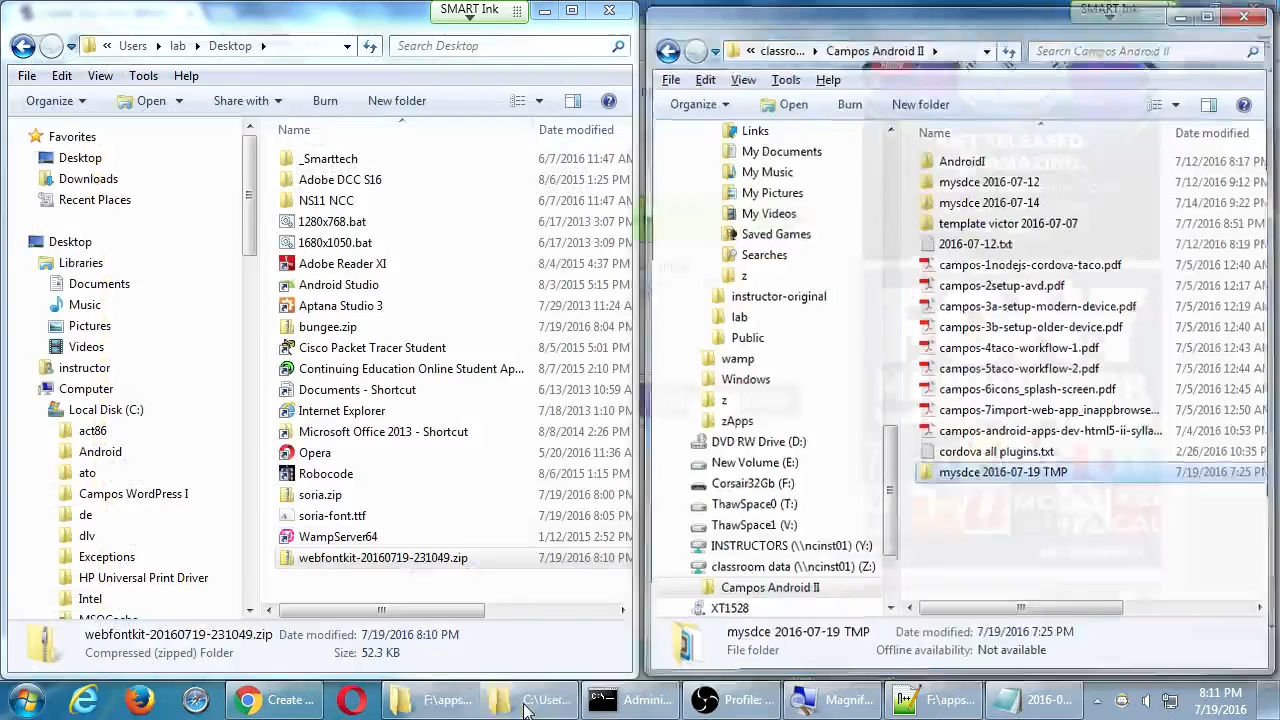 SMART Ink
« Users ▸ lab ▸ Desktop ▸
Search Desktop
File Edit View Tools Help
Organize Open Share with Burn New folder
Name Date modified
Favorites
Desktop
Downloads
Recent Places
Desktop
Libraries
Documents
Music
Pictures
Videos
instructor
Computer
Local Disk (C:)
act86
Android
ato
Campos WordPress I
de
dlv
Exceptions
HP Universal Print Driver
Intel
MSOCache
_Smarttech 6/7/2016 11:47 AM
Adobe DCC S16 8/6/2015 1:25 PM
NS11 NCC 6/7/2016 11:47 AM
1280x768.bat 6/17/2013 3:07 PM
1680x1050.bat 6/17/2013 3:09 PM
Adobe Reader XI 8/4/2015 4:37 PM
Android Studio 8/3/2015 5:15 PM
Aptana Studio 3 7/29/2013 11:24 AM
bungee.zip 7/19/2016 8:04 PM
Cisco Packet Tracer Student 8/8/2015 5:01 PM
Continuing Education Online Student Ap... 8/7/2015 2:10 PM
Documents - Shortcut 6/13/2013 10:59 A
Internet Explorer 7/18/2013 1:10 PM
Microsoft Office 2013 - Shortcut 8/8/2014 2:26 PM
Opera 7/19/2016 8:03 PM
Robocode 8/6/2015 1:15 PM
soria.zip 7/19/2016 8:00 PM
soria-font.ttf 7/19/2016 8:05 PM
WampServer64 1/12/2015 2:52 PM
webfontkit-20160719-231049.zip 7/19/2016 8:10 PM
webfontkit-20160719-231049.zip Date modified: 7/19/2016 8:10 PM
Compressed (zipped) Folder Size: 52.3 KB
SMART Ink
« classro... ▸ Campos Android II ▸
Search Campos Android II
File Edit View Tools Help
Organize Open Burn New folder
Name Date modified
Links
My Documents
My Music
My Pictures
My Videos
Saved Games
Searches
z
instructor-original
lab
Public
wamp
Windows
z
zApps
DVD RW Drive (D:)
New Volume (E:)
Corsair32Gb (F:)
ThawSpace0 (T:)
ThawSpace1 (V:)
INSTRUCTORS (\\ncinst01) (Y:)
classroom data (\\ncinst01) (Z:)
Campos Android II
XT1528
AndroidI 7/12/2016 8:17 PM
mysdce 2016-07-12 7/12/2016 9:12 PM
mysdce 2016-07-14 7/14/2016 9:22 PM
template victor 2016-07-07 7/7/2016 8:51 PM
2016-07-12.txt 7/12/2016 8:19 PM
campos-1nodejs-cordova-taco.pdf 7/5/2016 12:40 A
campos-2setup-avd.pdf 7/5/2016 12:17 A
campos-3a-setup-modern-device.pdf 7/5/2016 12:40 A
campos-3b-setup-older-device.pdf 7/5/2016 12:40 A
campos-4taco-workflow-1.pdf 7/5/2016 12:43 A
campos-5taco-workflow-2.pdf 7/5/2016 12:44 A
campos-6icons_splash-screen.pdf 7/5/2016 12:45 A
campos-7import-web-app_inappbrowse... 7/5/2016 12:50 A
campos-android-apps-dev-html5-ii-sylla... 7/4/2016 10:53 P
cordova all plugins.txt 2/26/2016 10:35
mysdce 2016-07-19 TMP 7/19/2016 7:25 P
mysdce 2016-07-19 TMP Date modified: 7/19/2016 7:25 PM
File folder Offline availability: Not available
Create ... F:\apps... C:\User... Admini... Profile: ... Magnif... F:\apps... 2016-0...
8:11 PM
7/19/2016